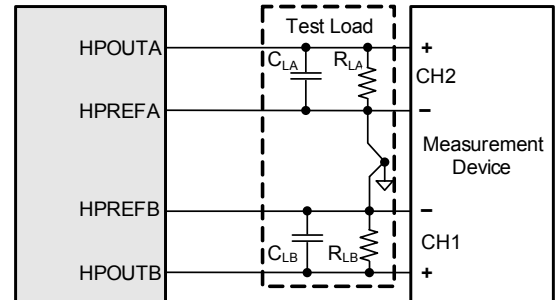 Test Load
HPOUTA
+
C_LA
R_LA
CH2
HPREFA
−
Measurement
Device
HPREFB
−
C_LB
R_LB
CH1
HPOUTB
+